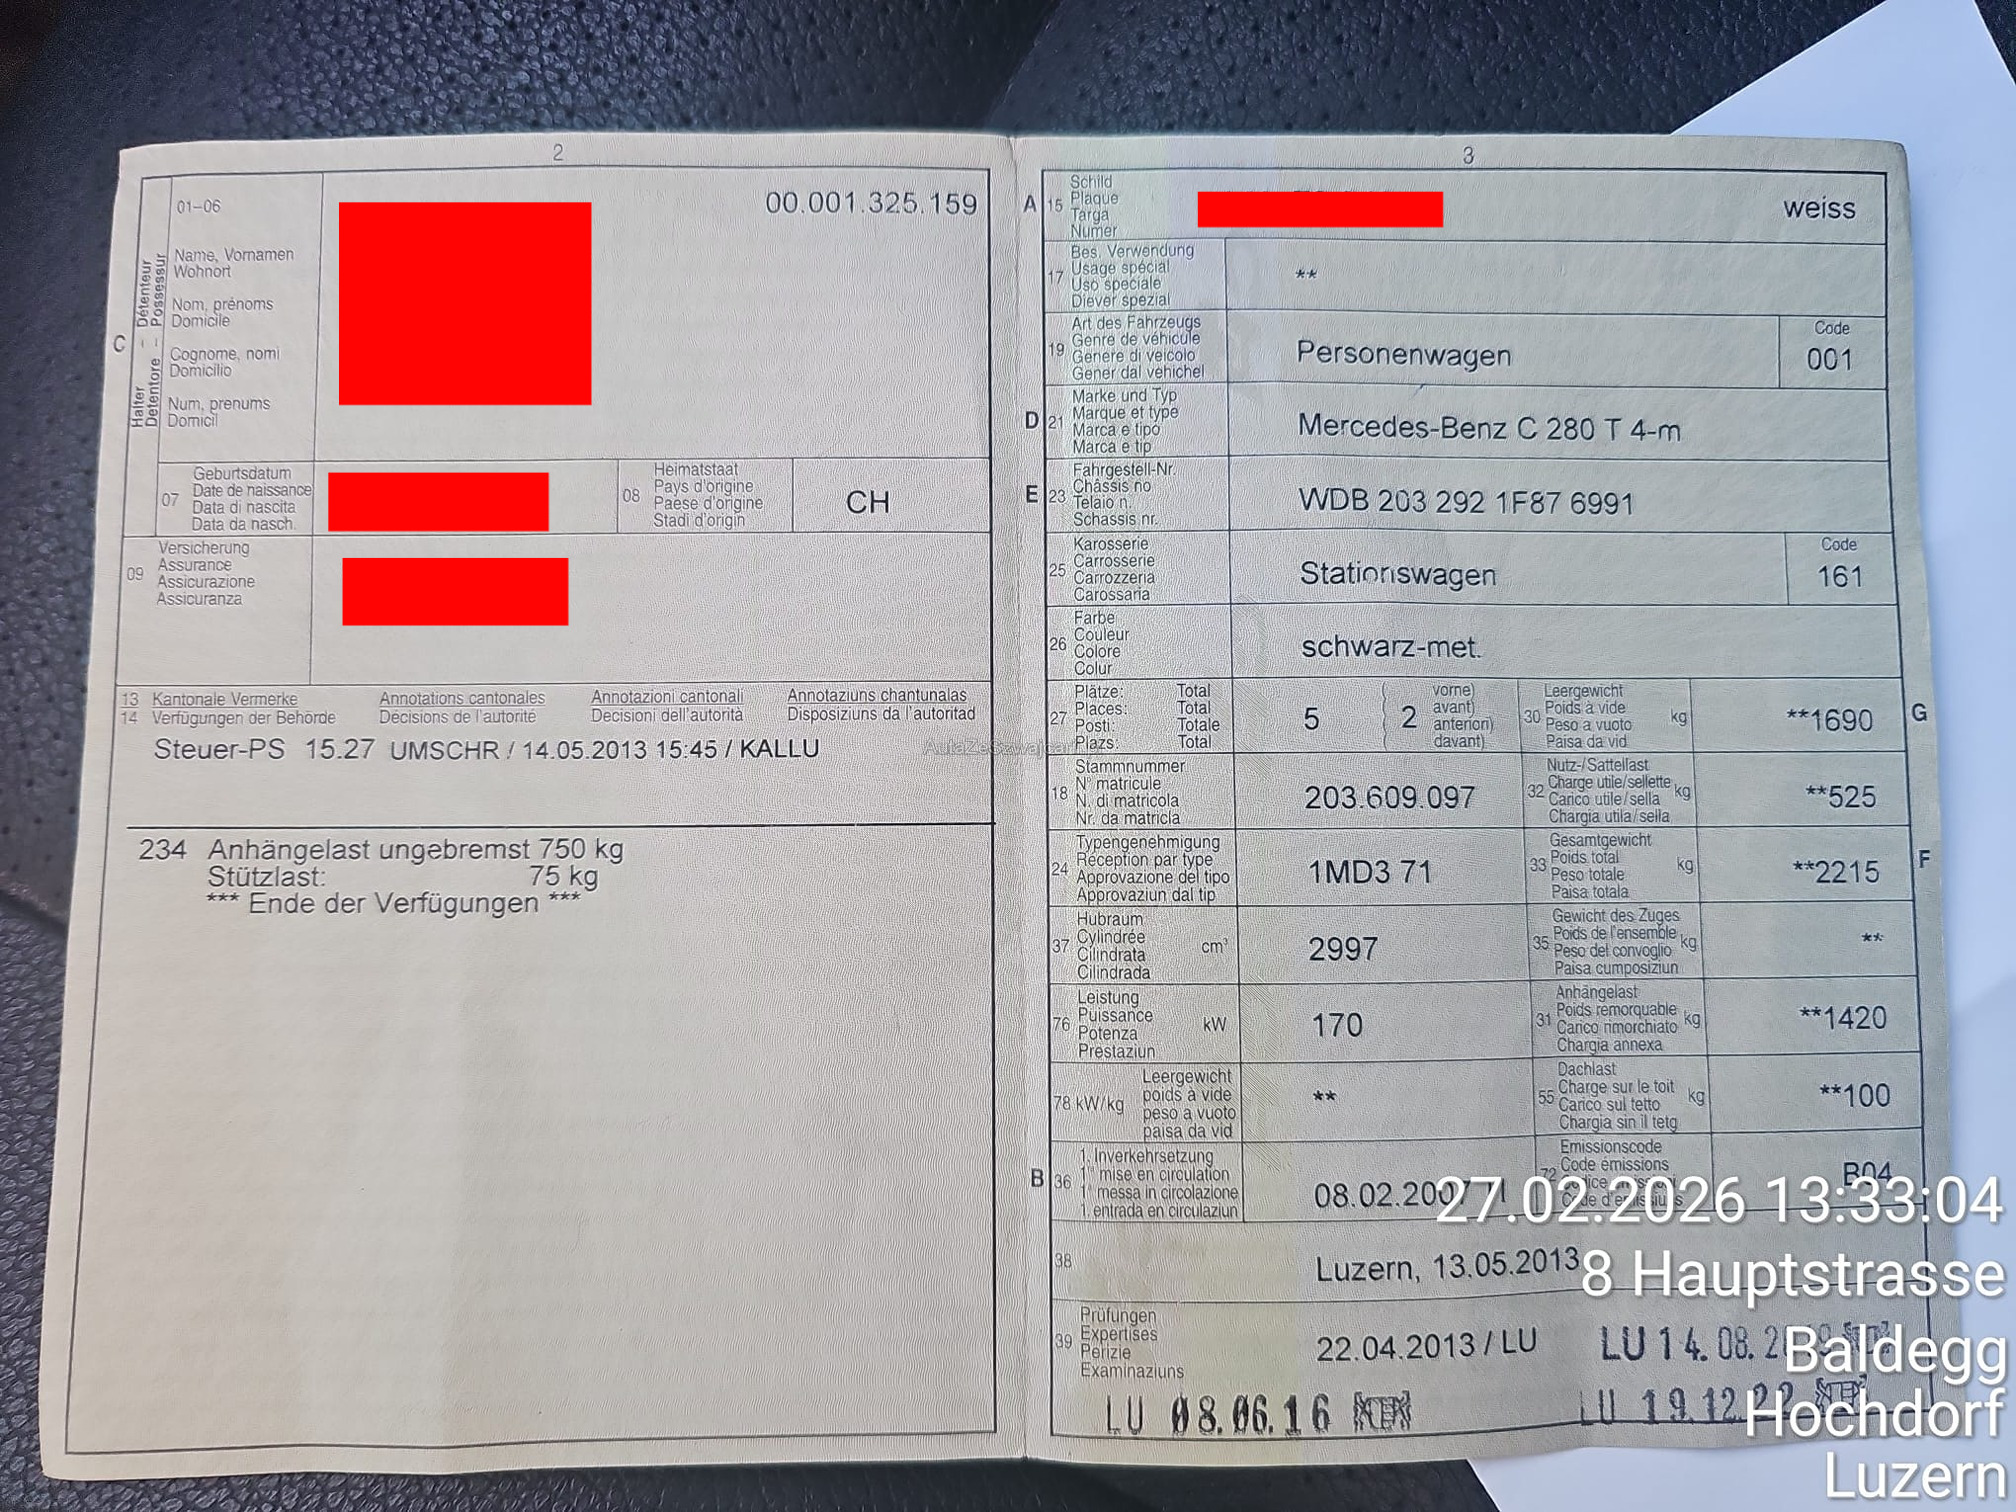 2
01-06
00.001.325.159
C
Halter - Détenteur
Detentore - Possessur
Name, Vornamen
Wohnort
Nom, prénoms
Domicile
Cognome, nomi
Domicilio
Num, prenums
Domicil
07
Geburtsdatum
Date de naissance
Data di nascita
Data da nasch.
08
Heimatstaat
Pays d'origine
Paese d'origine
Stadi d'origin
CH
09
Versicherung
Assurance
Assicurazione
Assicuranza
13 Kantonale Vermerke Annotations cantonales Annotazioni cantonali Annotaziuns chantunalas
14 Verfügungen der Behörde Décisions de l'autorité Decisioni dell'autorità Disposiziuns da l'autoritad
Steuer-PS 15.27 UMSCHR / 14.05.2013 15:45 / KALLU
234 Anhängelast ungebremst 750 kg
Stützlast: 75 kg
*** Ende der Verfügungen ***
3
A 15
Schild
Plaque
Targa
Numer
weiss
17
Bes. Verwendung
Usage spécial
Uso speciale
Diever spezial
**
19
Art des Fahrzeugs
Genre de véhicule
Genere di veicolo
Gener dal vehichel
Personenwagen
Code
001
D 21
Marke und Typ
Marque et type
Marca e tipo
Marca e tip
Mercedes-Benz C 280 T 4-m
E 23
Fahrgestell-Nr.
Châssis no
Telaio n.
Schassis nr.
WDB 203 292 1F87 6991
25
Karosserie
Carrosserie
Carrozzeria
Carossaria
Stationswagen
Code
161
26
Farbe
Couleur
Colore
Colur
schwarz-met.
27
Plätze: Total
Places: Total
Posti: Totale
Plazs: Total
5
( 2
vorne)
avant)
anteriori)
davant)
30
Leergewicht
Poids à vide
Peso a vuoto
Paisa da vid
kg
**1690
G
18
Stammnummer
N° matricule
N. di matricola
Nr. da matricla
203.609.097
32
Nutz-/Sattellast
Charge utile/sellette
Carico utile/sella
Chargia utila/sella
kg
**525
24
Typengenehmigung
Réception par type
Approvazione del tipo
Approvaziun dal tip
1MD3 71
33
Gesamtgewicht
Poids total
Peso totale
Paisa totala
kg
**2215
F
37
Hubraum
Cylindrée
Cilindrata
Cilindrada
cm³
2997
35
Gewicht des Zuges
Poids de l'ensemble
Peso del convoglio
Paisa cumposiziun
kg
**
76
Leistung
Puissance
Potenza
Prestaziun
kW
170
31
Anhängelast
Poids remorquable
Carico rimorchiato
Chargia annexa
kg
**1420
78 kW/kg
Leergewicht
poids à vide
peso a vuoto
paisa da vid
**
55
Dachlast
Charge sur le toit
Carico sul tetto
Chargia sin il tetg
kg
**100
B 36
1. Inverkehrsetzung
1re mise en circulation
1a messa in circolazione
1. entrada en circulaziun
08.02.2007
72
Emissionscode
Code émissions
B04
38
Luzern, 13.05.2013
39
Prüfungen
Expertises
Perizie
Examinaziuns
22.04.2013 / LU
LU 14.08.
LU 08.06.16
LU 19.12.22
27.02.2026 13:33:04
8 Hauptstrasse
Baldegg
Hochdorf
Luzern